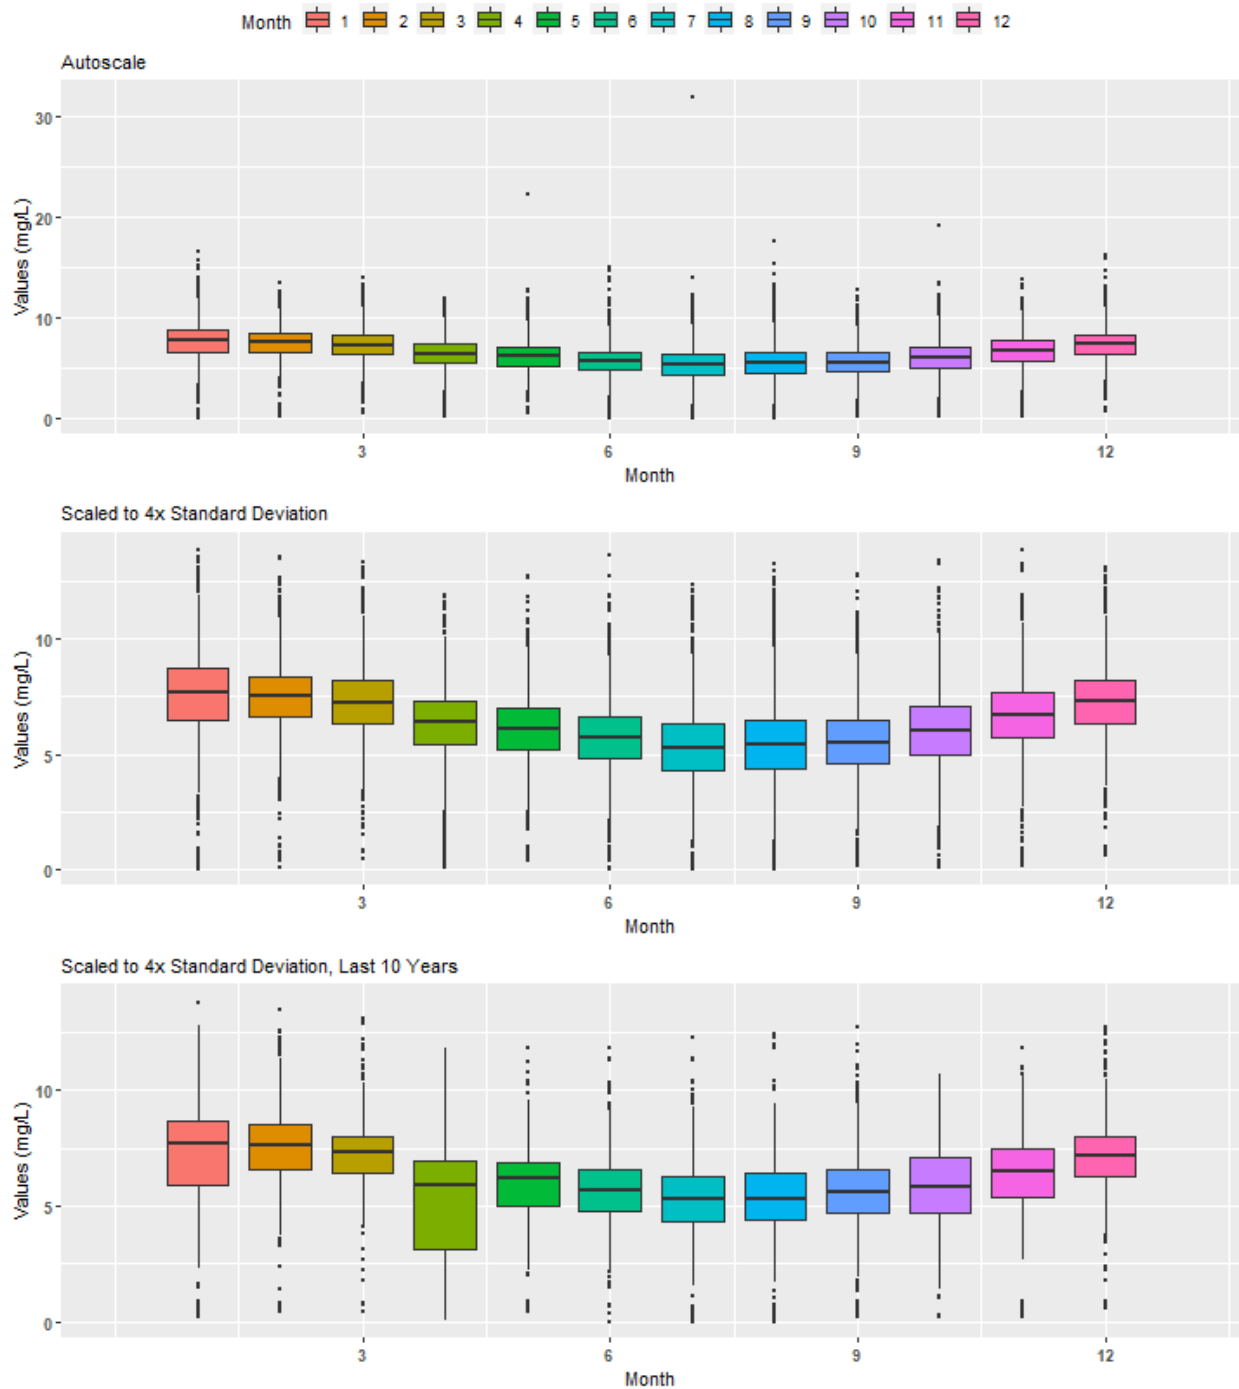 Month 1 2 3 4 5 6 7 8 9 10 11 12
Autoscale
Values (mg/L)
30
20
10
0
3 6 9 12
Month
Scaled to 4x Standard Deviation
Values (mg/L)
10
5
0
3 6 9 12
Month
Scaled to 4x Standard Deviation, Last 10 Years
Values (mg/L)
10
5
0
3 6 9 12
Month